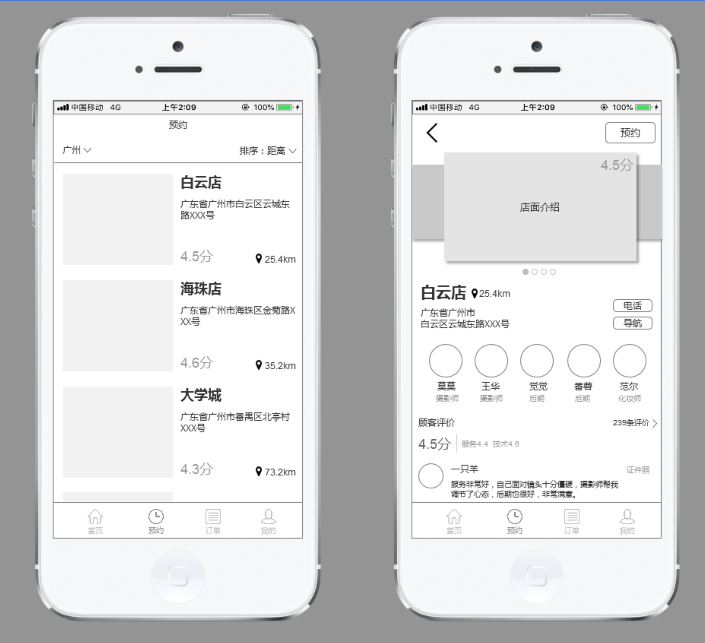 中国移动 4G 上午2:09 100%
预约
广州 排序：距离
白云店
广东省广州市白云区云城东
路XXX号
4.5分 25.4km
海珠店
广东省广州市海珠区金菊路X
XX号
4.6分 35.2km
大学城
广东省广州市番禺区北亭村
XXX号
4.3分 73.2km
首页 预约 订单 我的
中国移动 4G 上午2:09 100%
预约
4.5分
店面介绍
白云店 25.4km
广东省广州市
白云区云城东路XXX号
电话
导航
莫莫 王华 觉觉 蕃蕃 范尔
摄影师 摄影师 后期 后期 化妆师
顾客评价 239条评价
4.5分 服务4.4 技术4.6
一只羊 证件照
服务非常好，自己面对镜头十分僵硬，摄影师帮我
调节了心态，后期也很好，非常满意。
首页 预约 订单 我的